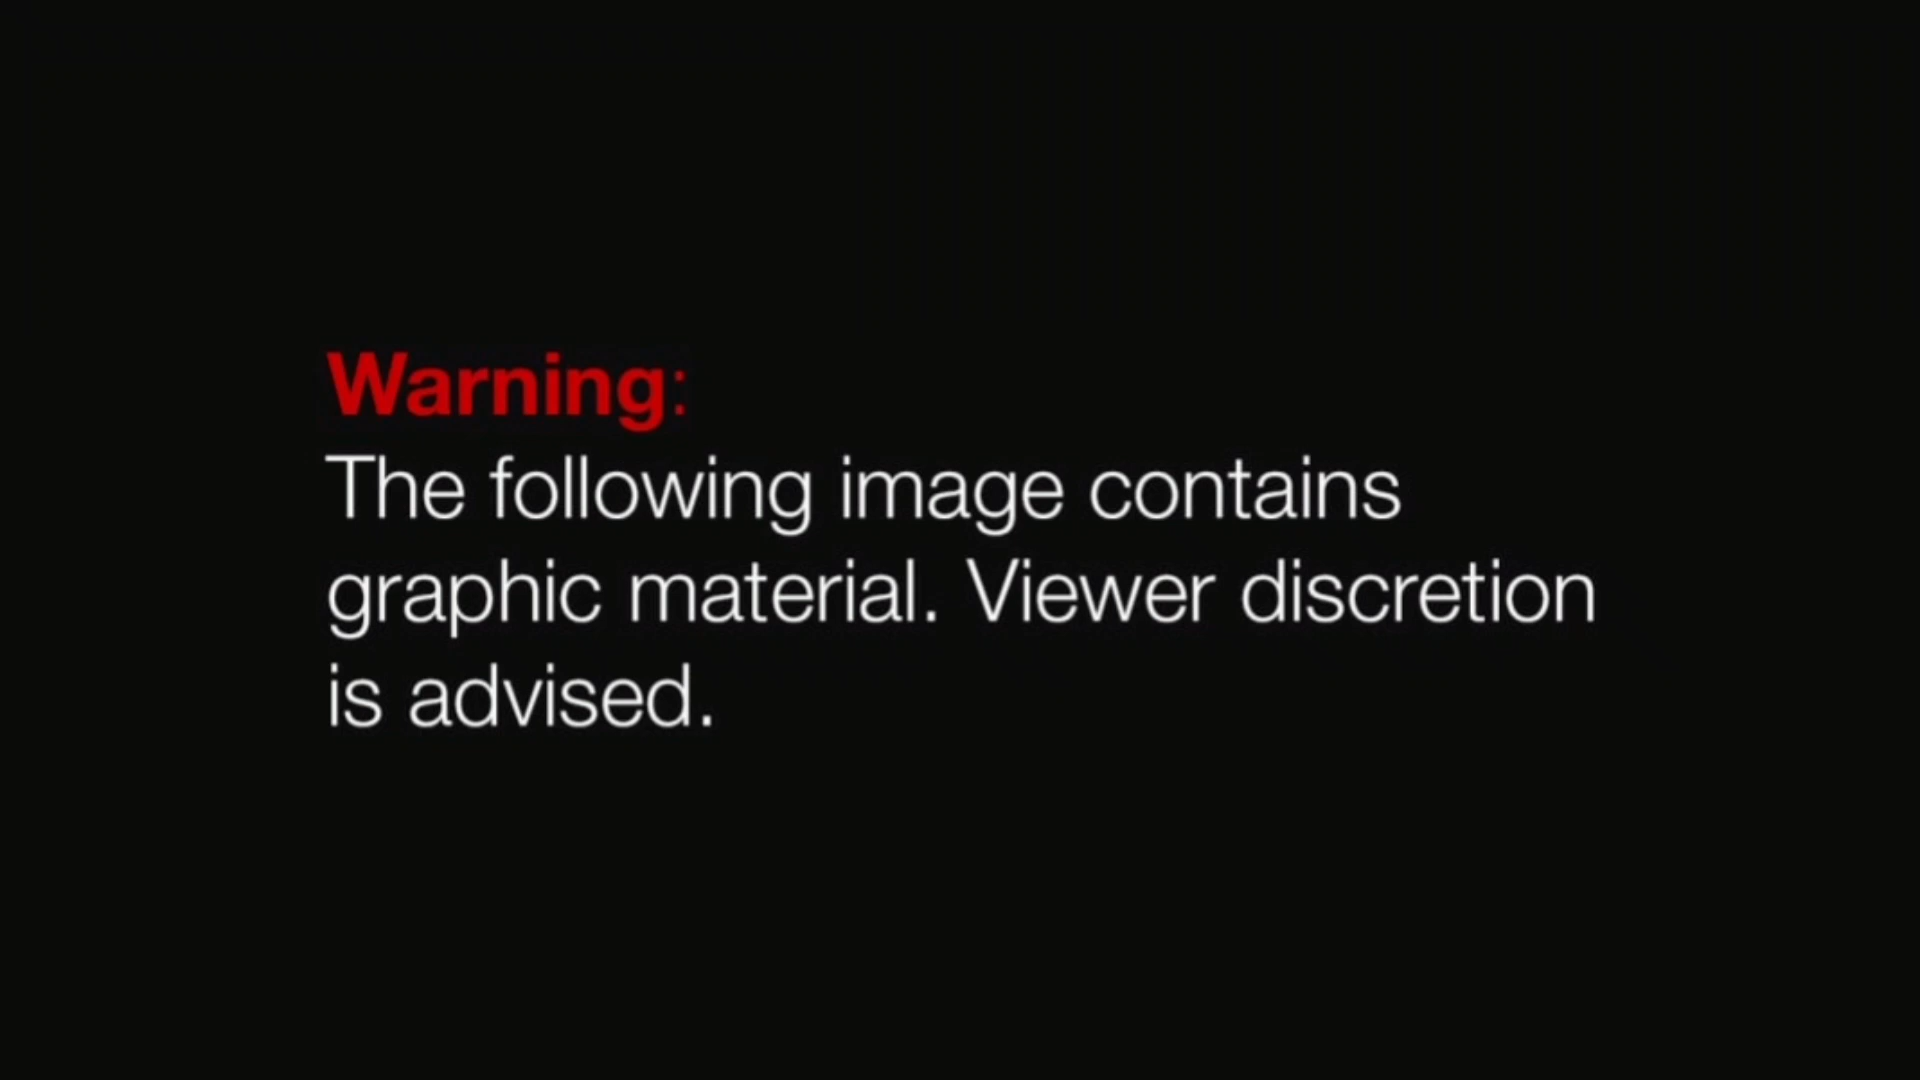 Warning:
The following image contains
graphic material. Viewer discretion
is advised.